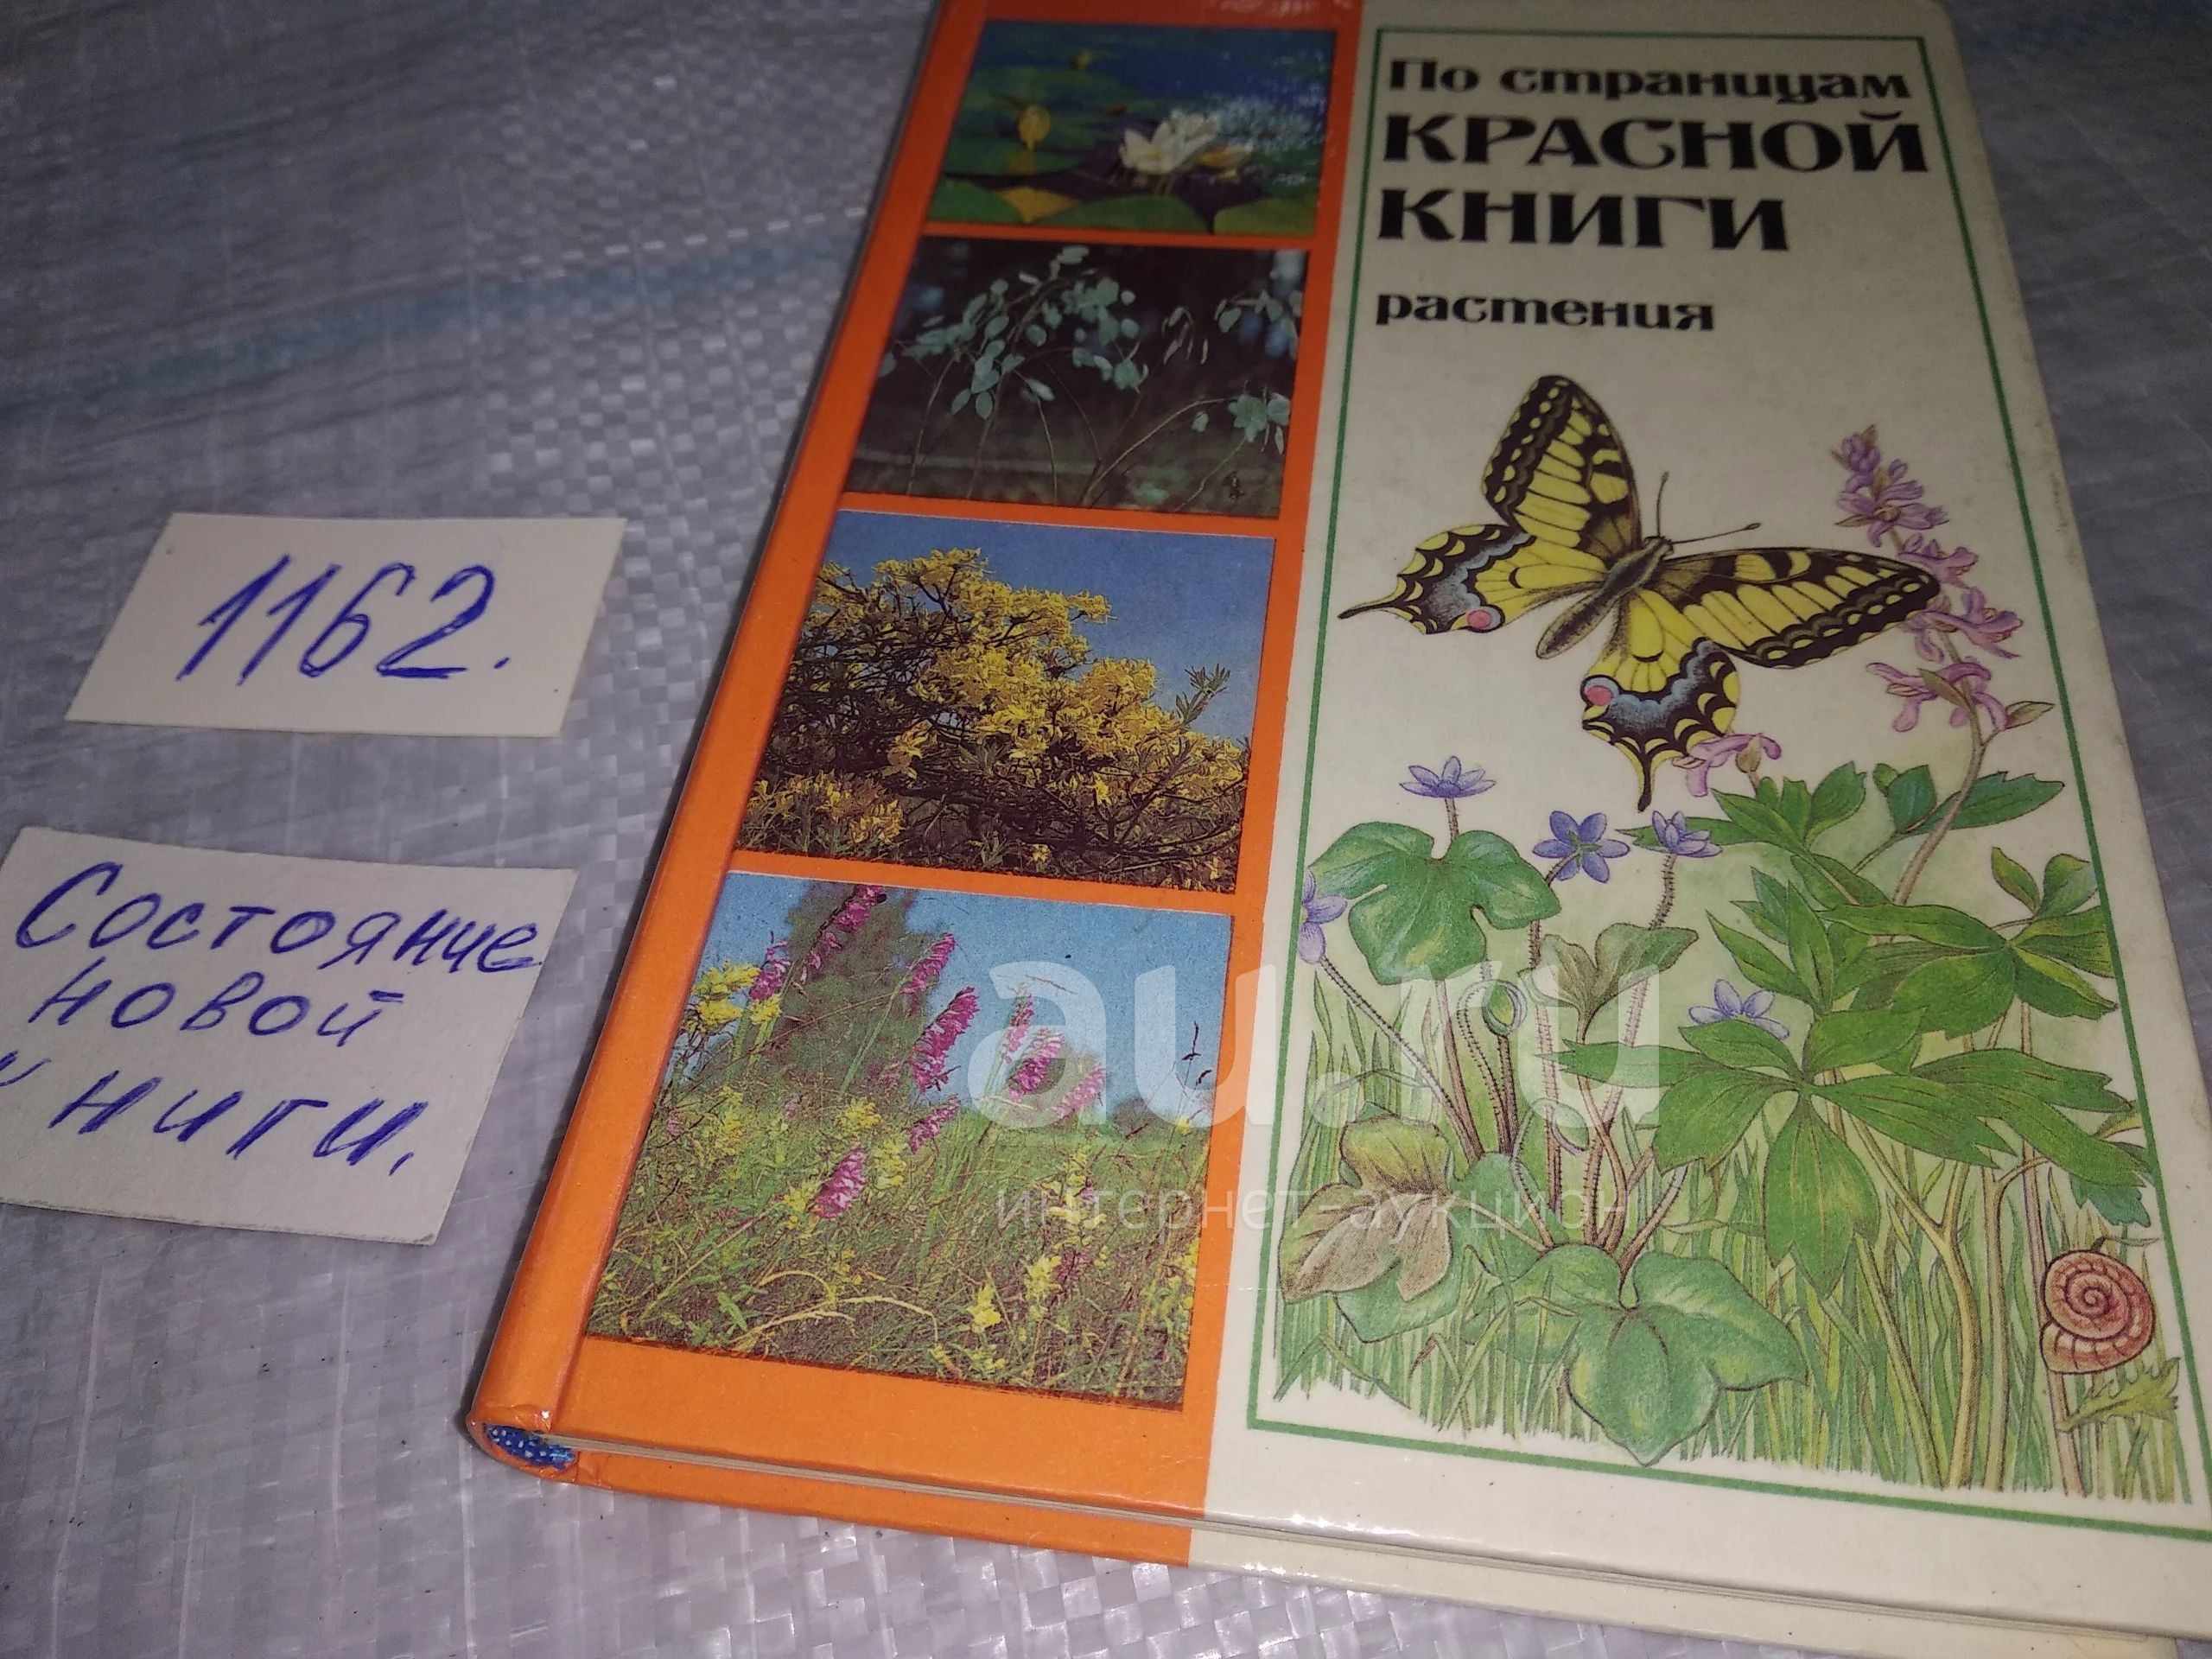 По страницам
КРАСНОЙ
КНИГИ
растения
1162.
Состояние
новой
книги.
au.ru
интернет-аукцион